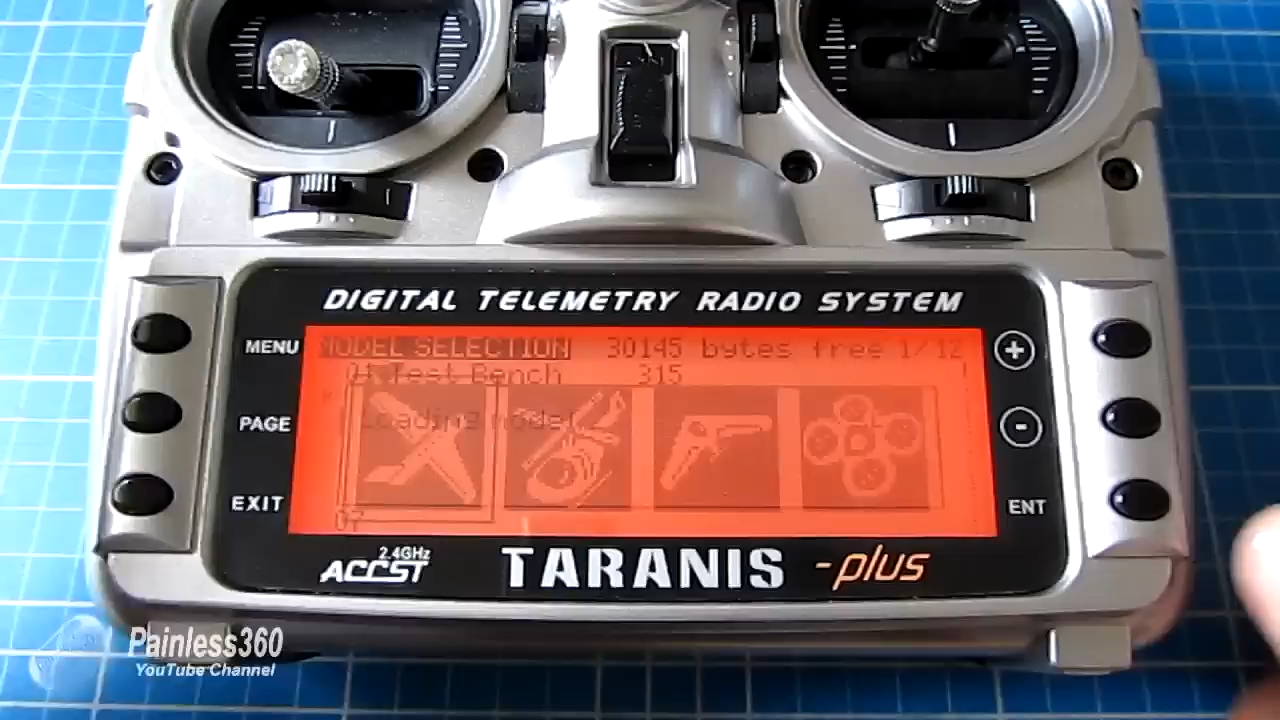 DIGITAL TELEMETRY RADIO SYSTEM
MENU
MODEL SELECTION 30145 bytes free 1/12
01 Test Bench 315
Loading model
+
PAGE
-
EXIT
07
ENT
2.4GHz
ACCST
TARANIS -plus
Painless360
YouTube Channel